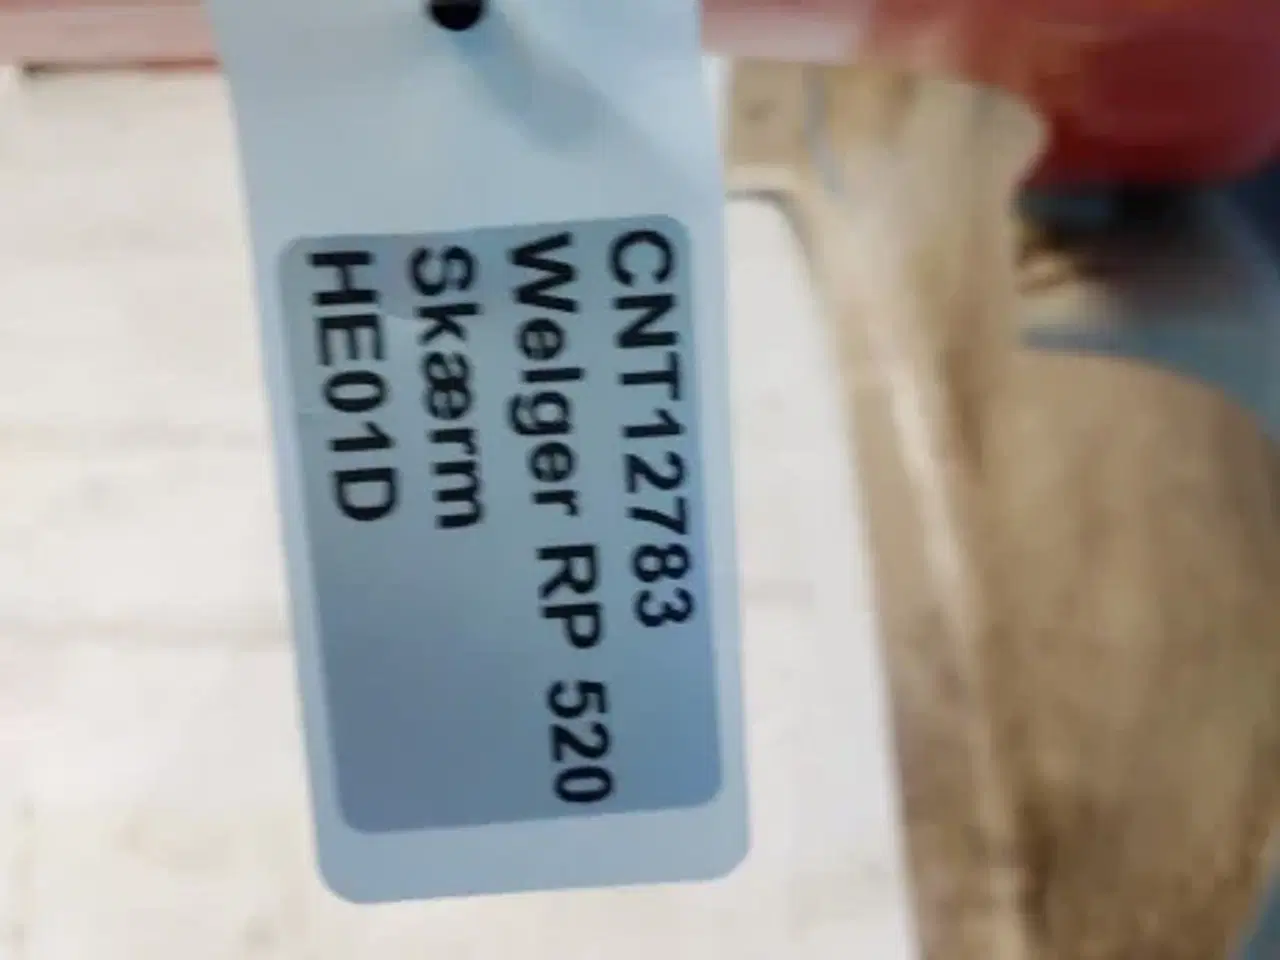 CNT12783
Welger RP 520
Skærm
HE01D